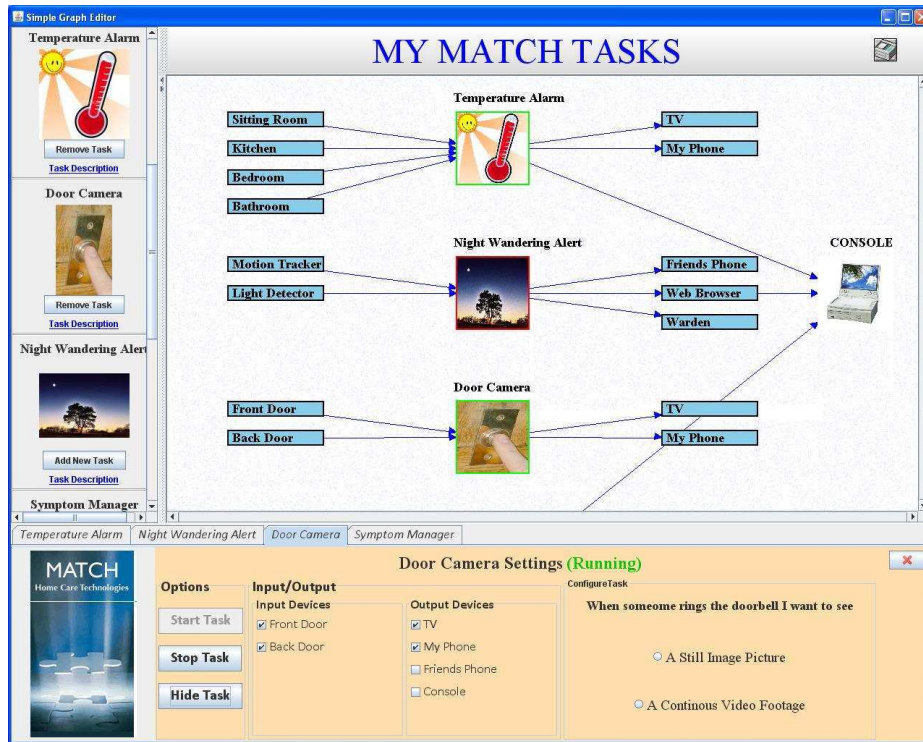 Simple Graph Editor
Temperature Alarm
Remove Task
Task Description
Door Camera
Remove Task
Task Description
Night Wandering Alert
Add New Task
Task Description
Symptom Manager
MY MATCH TASKS
Temperature Alarm
Sitting Room
Kitchen
Bedroom
Bathroom
TV
My Phone
Night Wandering Alert
Motion Tracker
Light Detector
Friends Phone
Web Browser
Warden
CONSOLE
Door Camera
Front Door
Back Door
TV
My Phone
Temperature Alarm
Night Wandering Alert
Door Camera
Symptom Manager
MATCH
Home Care Technologies
Door Camera Settings (Running)
Options
Start Task
Stop Task
Hide Task
Input/Output
Input Devices
Front Door
Back Door
Output Devices
TV
My Phone
Friends Phone
Console
ConfigureTask
When someone rings the doorbell I want to see
A Still Image Picture
A Continous Video Footage